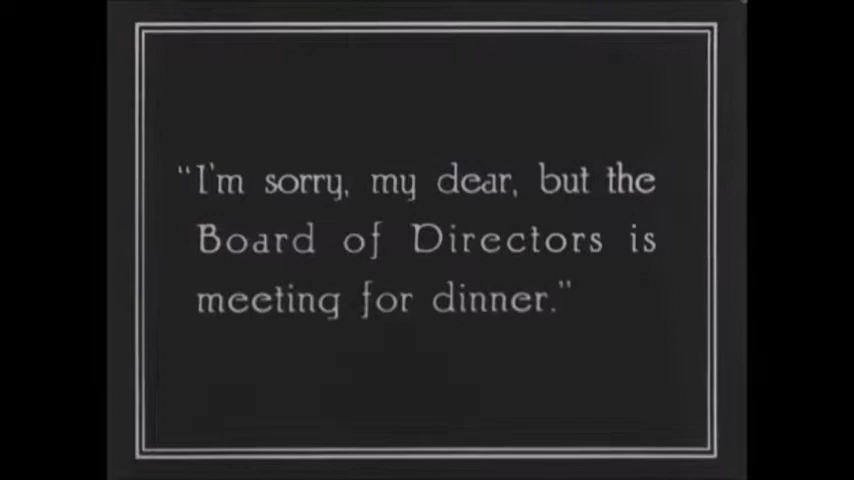 "I'm sorry, my dear, but the
Board of Directors is
meeting for dinner."